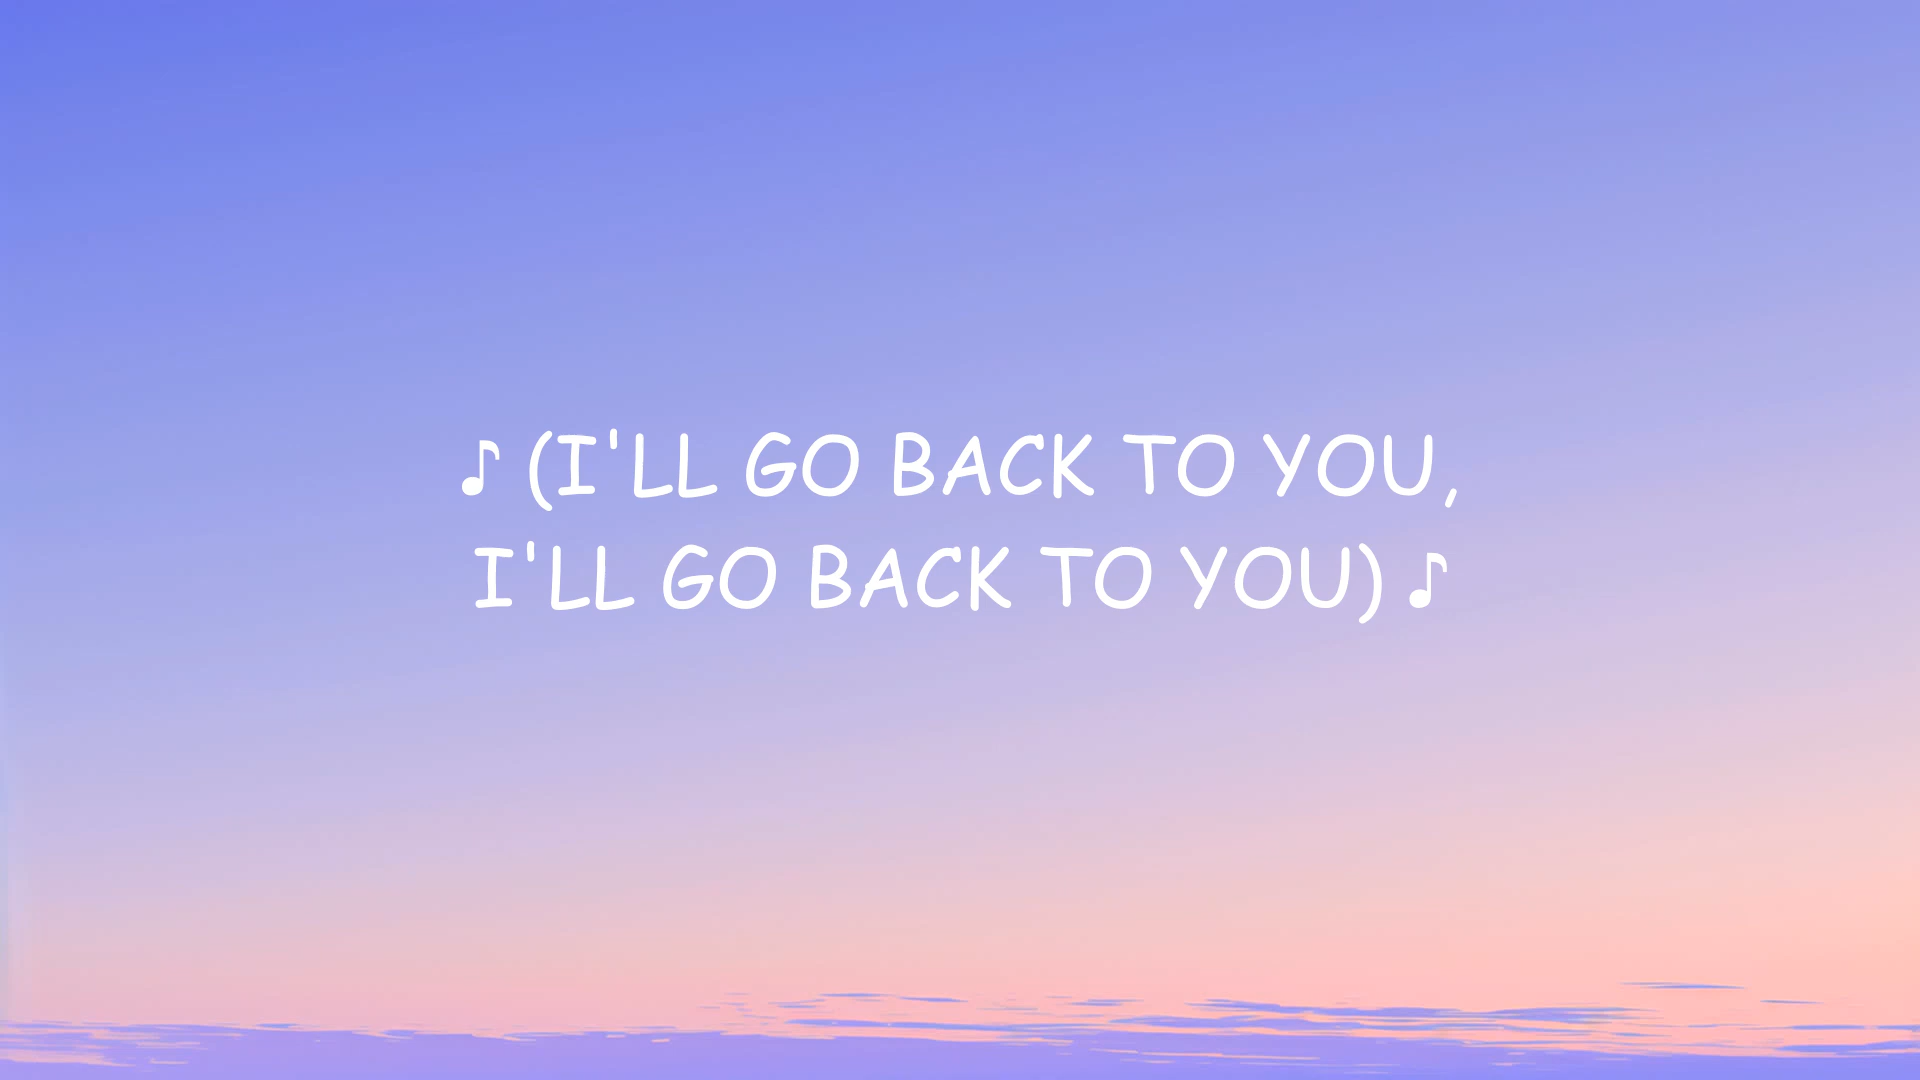 ♪ (I'LL GO BACK TO YOU,
I'LL GO BACK TO YOU) ♪